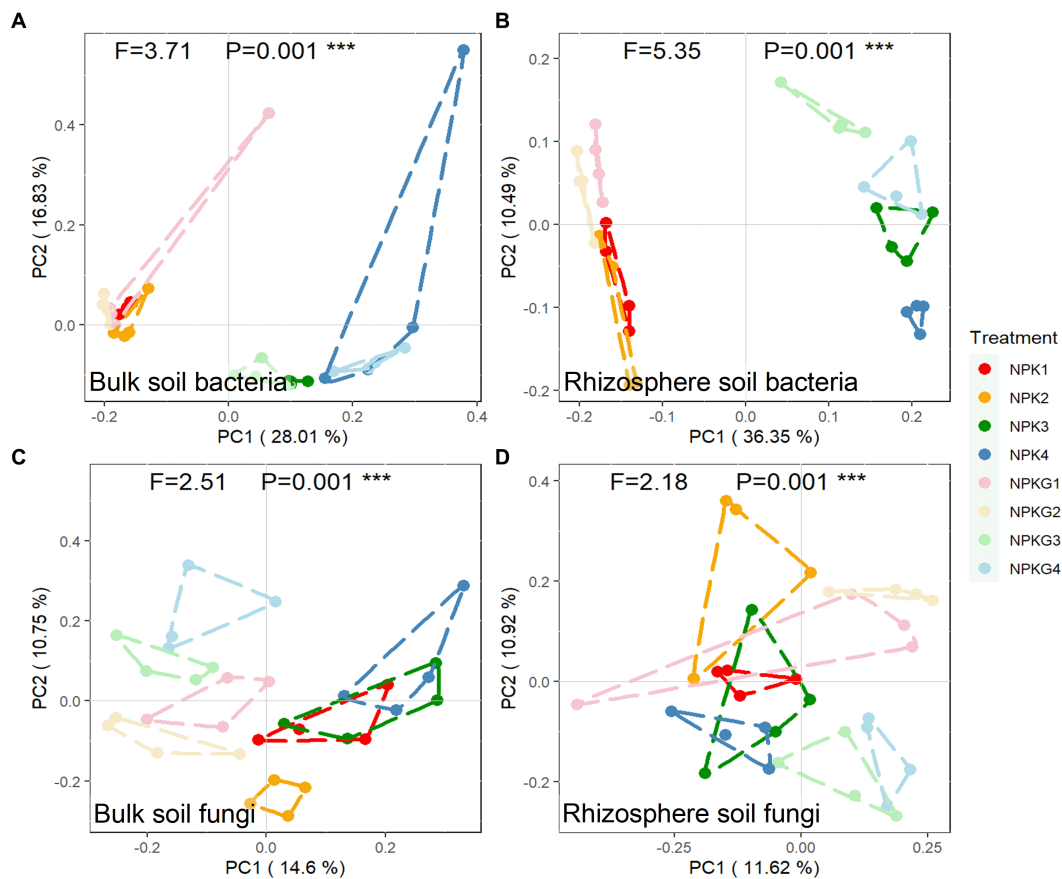 A
F=3.71 P=0.001 ***
PC2 ( 16.83 %)
0.4
0.2
0.0
Bulk soil bacteria
-0.2 0.0 0.2 0.4
PC1 ( 28.01 %)
B
F=5.35 P=0.001 ***
PC2 ( 10.49 %)
0.2
0.1
0.0
-0.1
-0.2
Rhizosphere soil bacteria
-0.2 -0.1 0.0 0.1 0.2
PC1 ( 36.35 %)
C
F=2.51 P=0.001 ***
PC2 ( 10.75 %)
0.4
0.2
0.0
-0.2
Bulk soil fungi
-0.2 0.0 0.2
PC1 ( 14.6 %)
D
F=2.18 P=0.001 ***
PC2 ( 10.92 %)
0.4
0.2
0.0
-0.2
Rhizosphere soil fungi
-0.25 0.00 0.25
PC1 ( 11.62 %)
Treatment
NPK1
NPK2
NPK3
NPK4
NPKG1
NPKG2
NPKG3
NPKG4